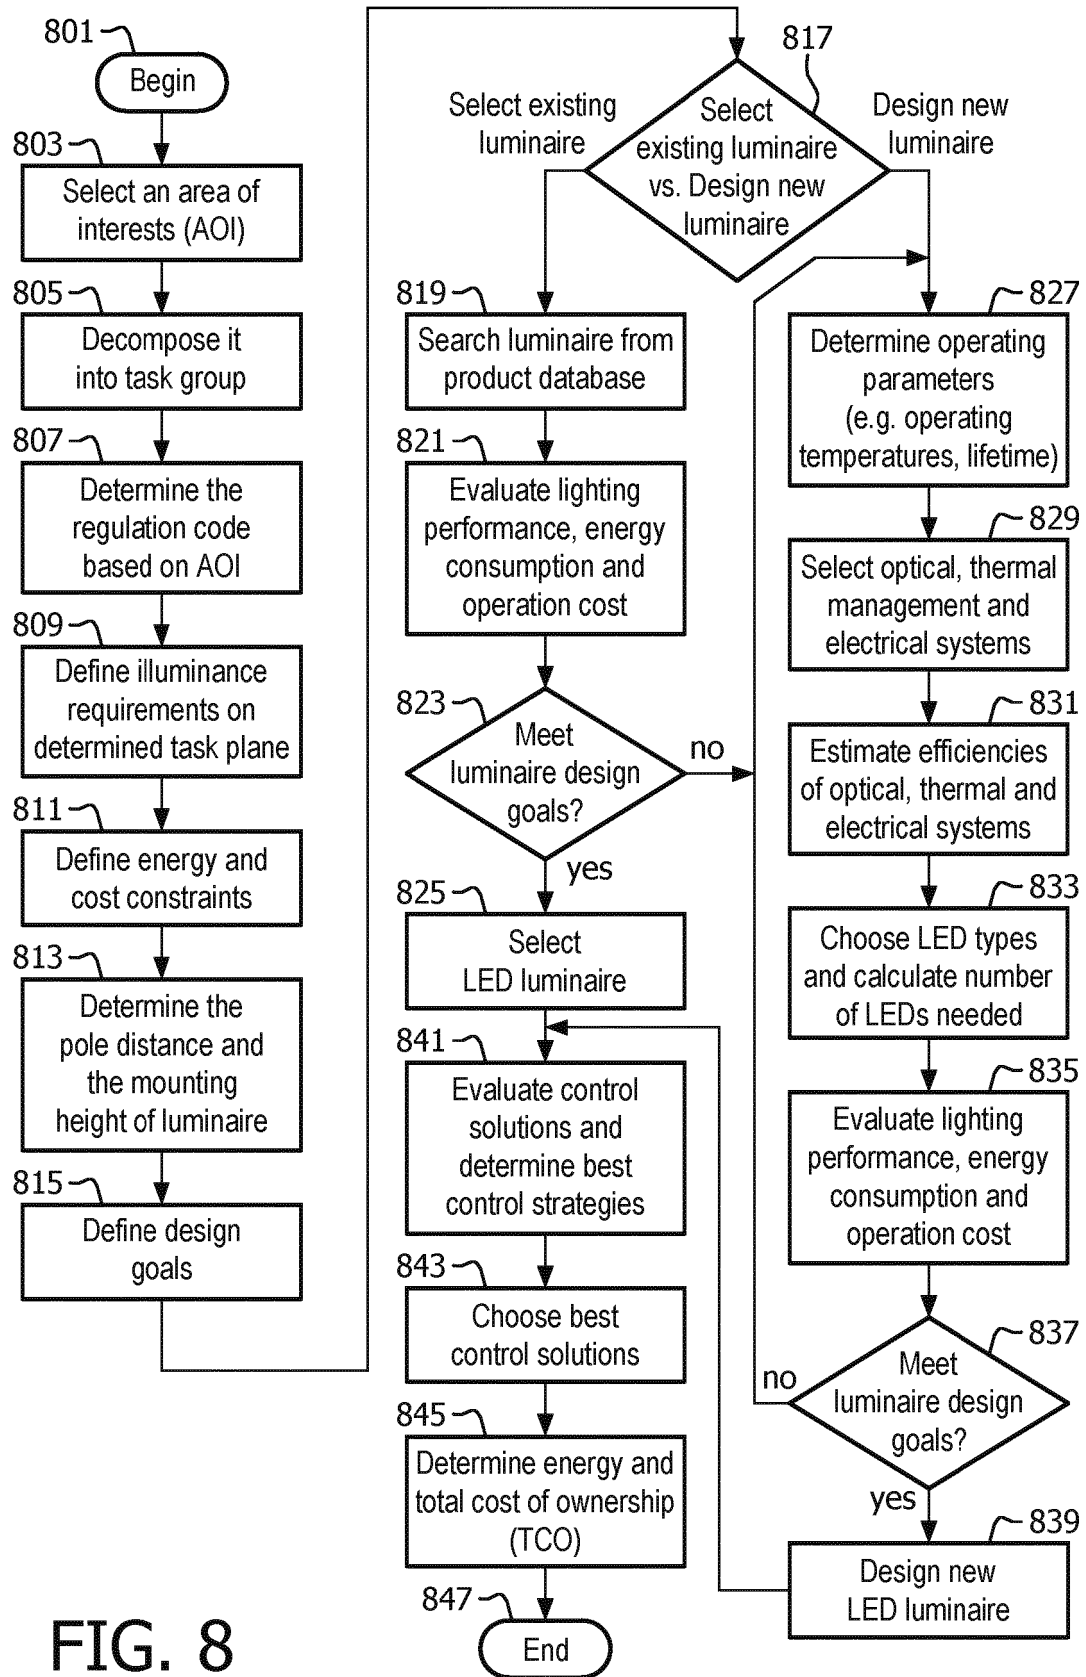 801
Begin
803
Select an area of
interests (AOI)
805
Decompose it
into task group
807
Determine the
regulation code
based on AOI
809
Define illuminance
requirements on
determined task plane
811
Define energy and
cost constraints
813
Determine the
pole distance and
the mounting
height of luminaire
815
Define design
goals
817
Select existing
luminaire
Select
existing luminaire
vs. Design new
luminaire
Design new
luminaire
819
Search luminaire from
product database
821
Evaluate lighting
performance, energy
consumption and
operation cost
823
Meet
luminaire design
goals?
no
yes
825
Select
LED luminaire
841
Evaluate control
solutions and
determine best
control strategies
843
Choose best
control solutions
845
Determine energy and
total cost of ownership
(TCO)
847
End
827
Determine operating
parameters
(e.g. operating
temperatures, lifetime)
829
Select optical, thermal
management and
electrical systems
831
Estimate efficiencies
of optical, thermal and
electrical systems
833
Choose LED types
and calculate number
of LEDs needed
835
Evaluate lighting
performance, energy
consumption and
operation cost
837
Meet
luminaire design
goals?
no
yes
839
Design new
LED luminaire
FIG. 8